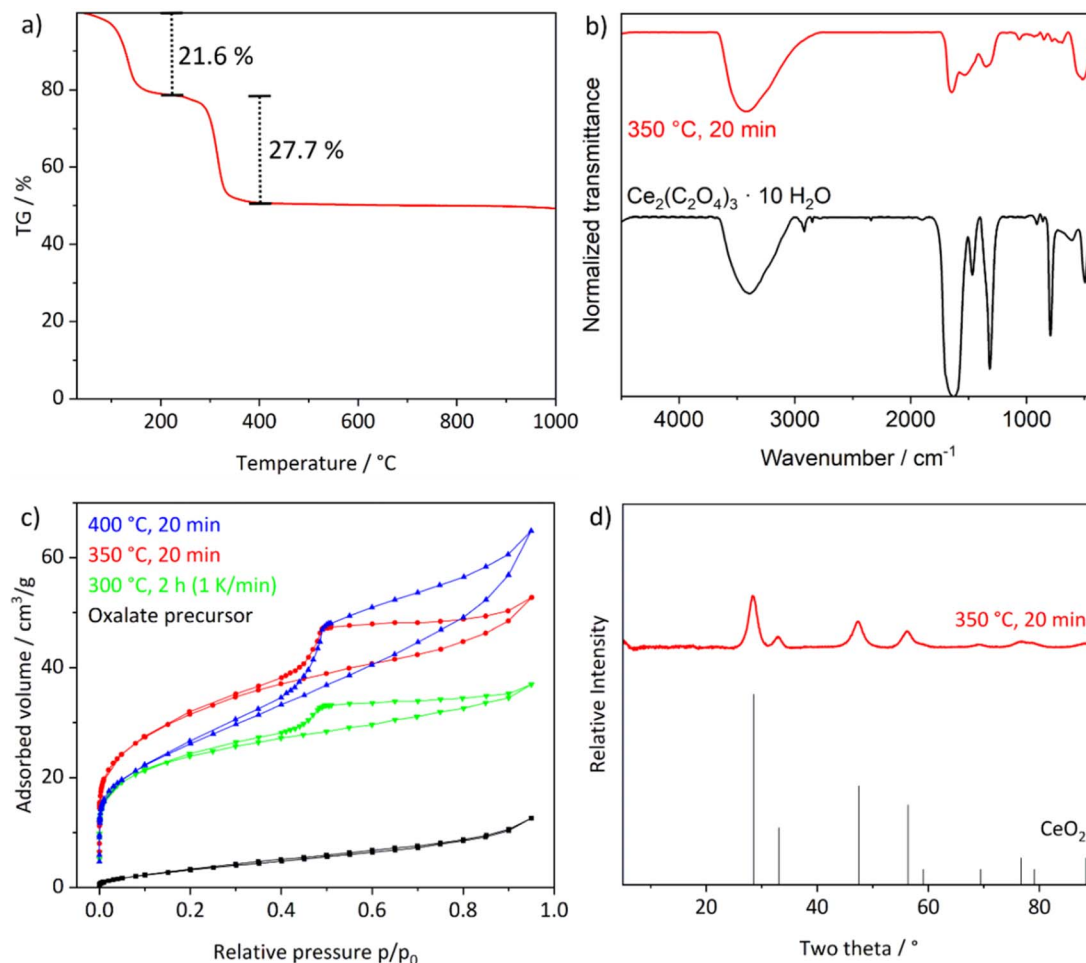 a)
21.6 %
27.7 %
TG / %
80
60
40
20
0
200
400
600
800
1000
Temperature / °C
b)
350 °C, 20 min
Ce₂(C₂O₄)₃ · 10 H₂O
Normalized transmittance
4000
3000
2000
1000
Wavenumber / cm⁻¹
c)
400 °C, 20 min
350 °C, 20 min
300 °C, 2 h (1 K/min)
Oxalate precursor
Adsorbed volume / cm³/g
60
40
20
0
0.0
0.2
0.4
0.6
0.8
1.0
Relative pressure p/p₀
d)
350 °C, 20 min
CeO₂
Relative Intensity
20
40
60
80
Two theta / °